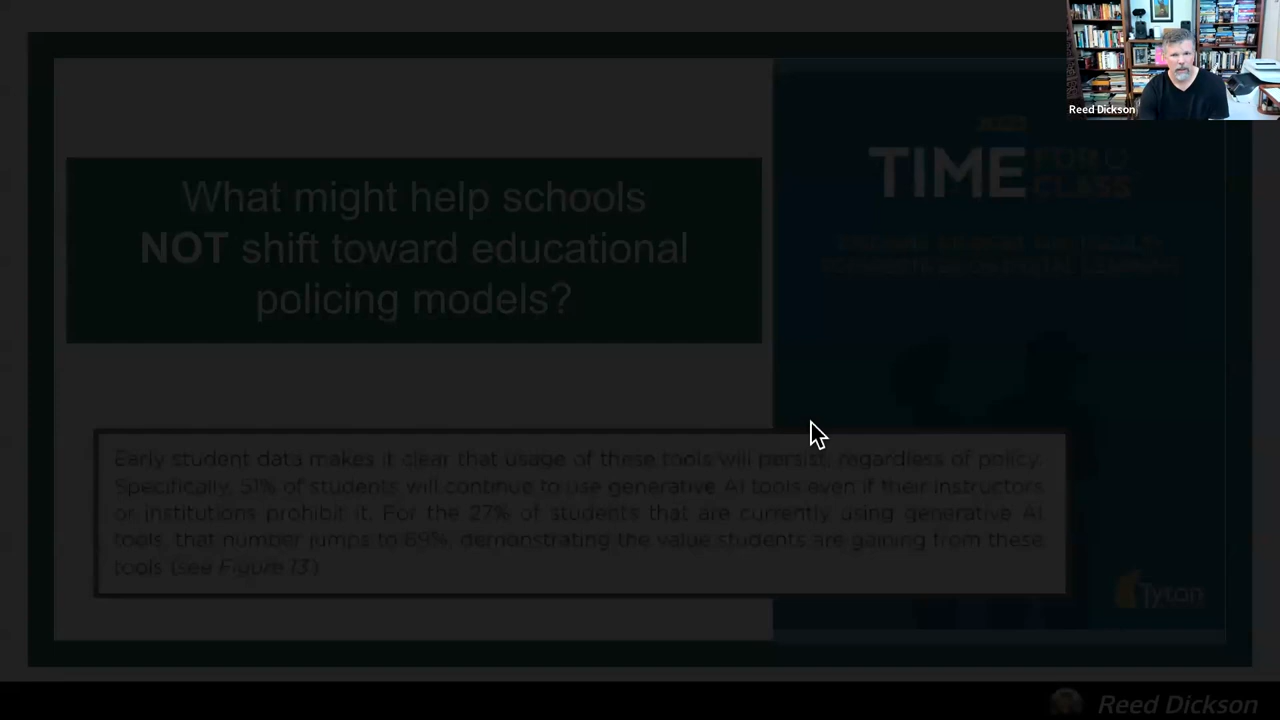 Reed Dickson
2023
TIME FOR
CLASS
What might help schools
NOT shift toward educational
policing models?
Early student data makes it clear that usage of these tools will persist, regardless of policy.
Specifically, 51% of students will continue to use generative AI tools even if their instructors
or institutions prohibit it. For the 27% of students that are currently using generative AI
tools, that number jumps to 69%, demonstrating the value students are gaining from these
tools (see Figure 13)
Tyton
Reed Dickson